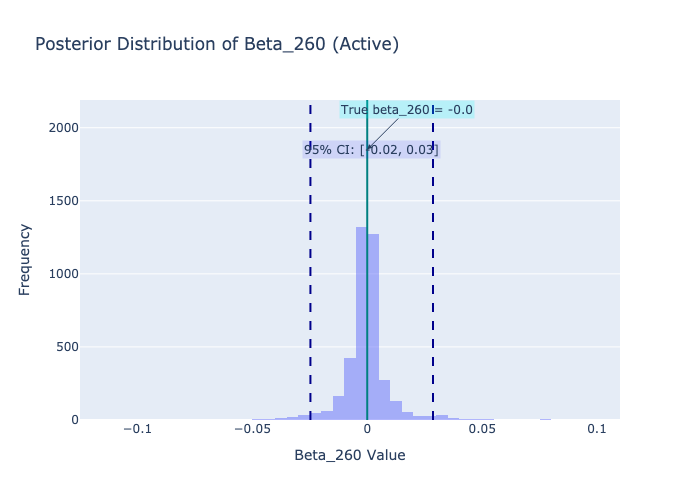 Posterior Distribution of Beta_260 (Active)
True beta_260 = -0.0
95% CI: [-0.02, 0.03]
2000
1500
1000
500
0
Frequency
−0.1
−0.05
0
0.05
0.1
Beta_260 Value